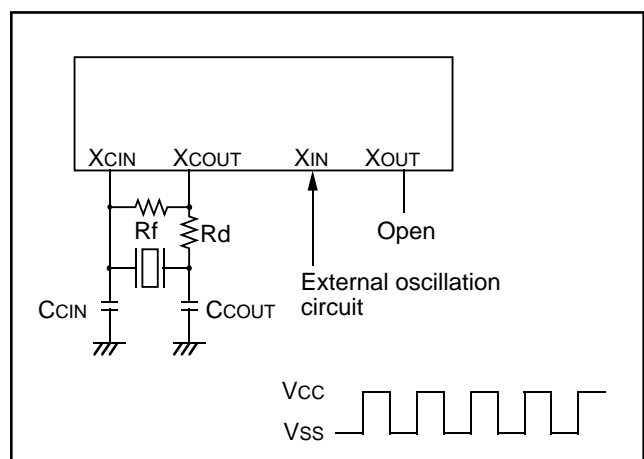 XCIN XCOUT XIN XOUT
Rf
Rd
Open
External oscillation
circuit
CCIN
CCOUT
VCC
VSS